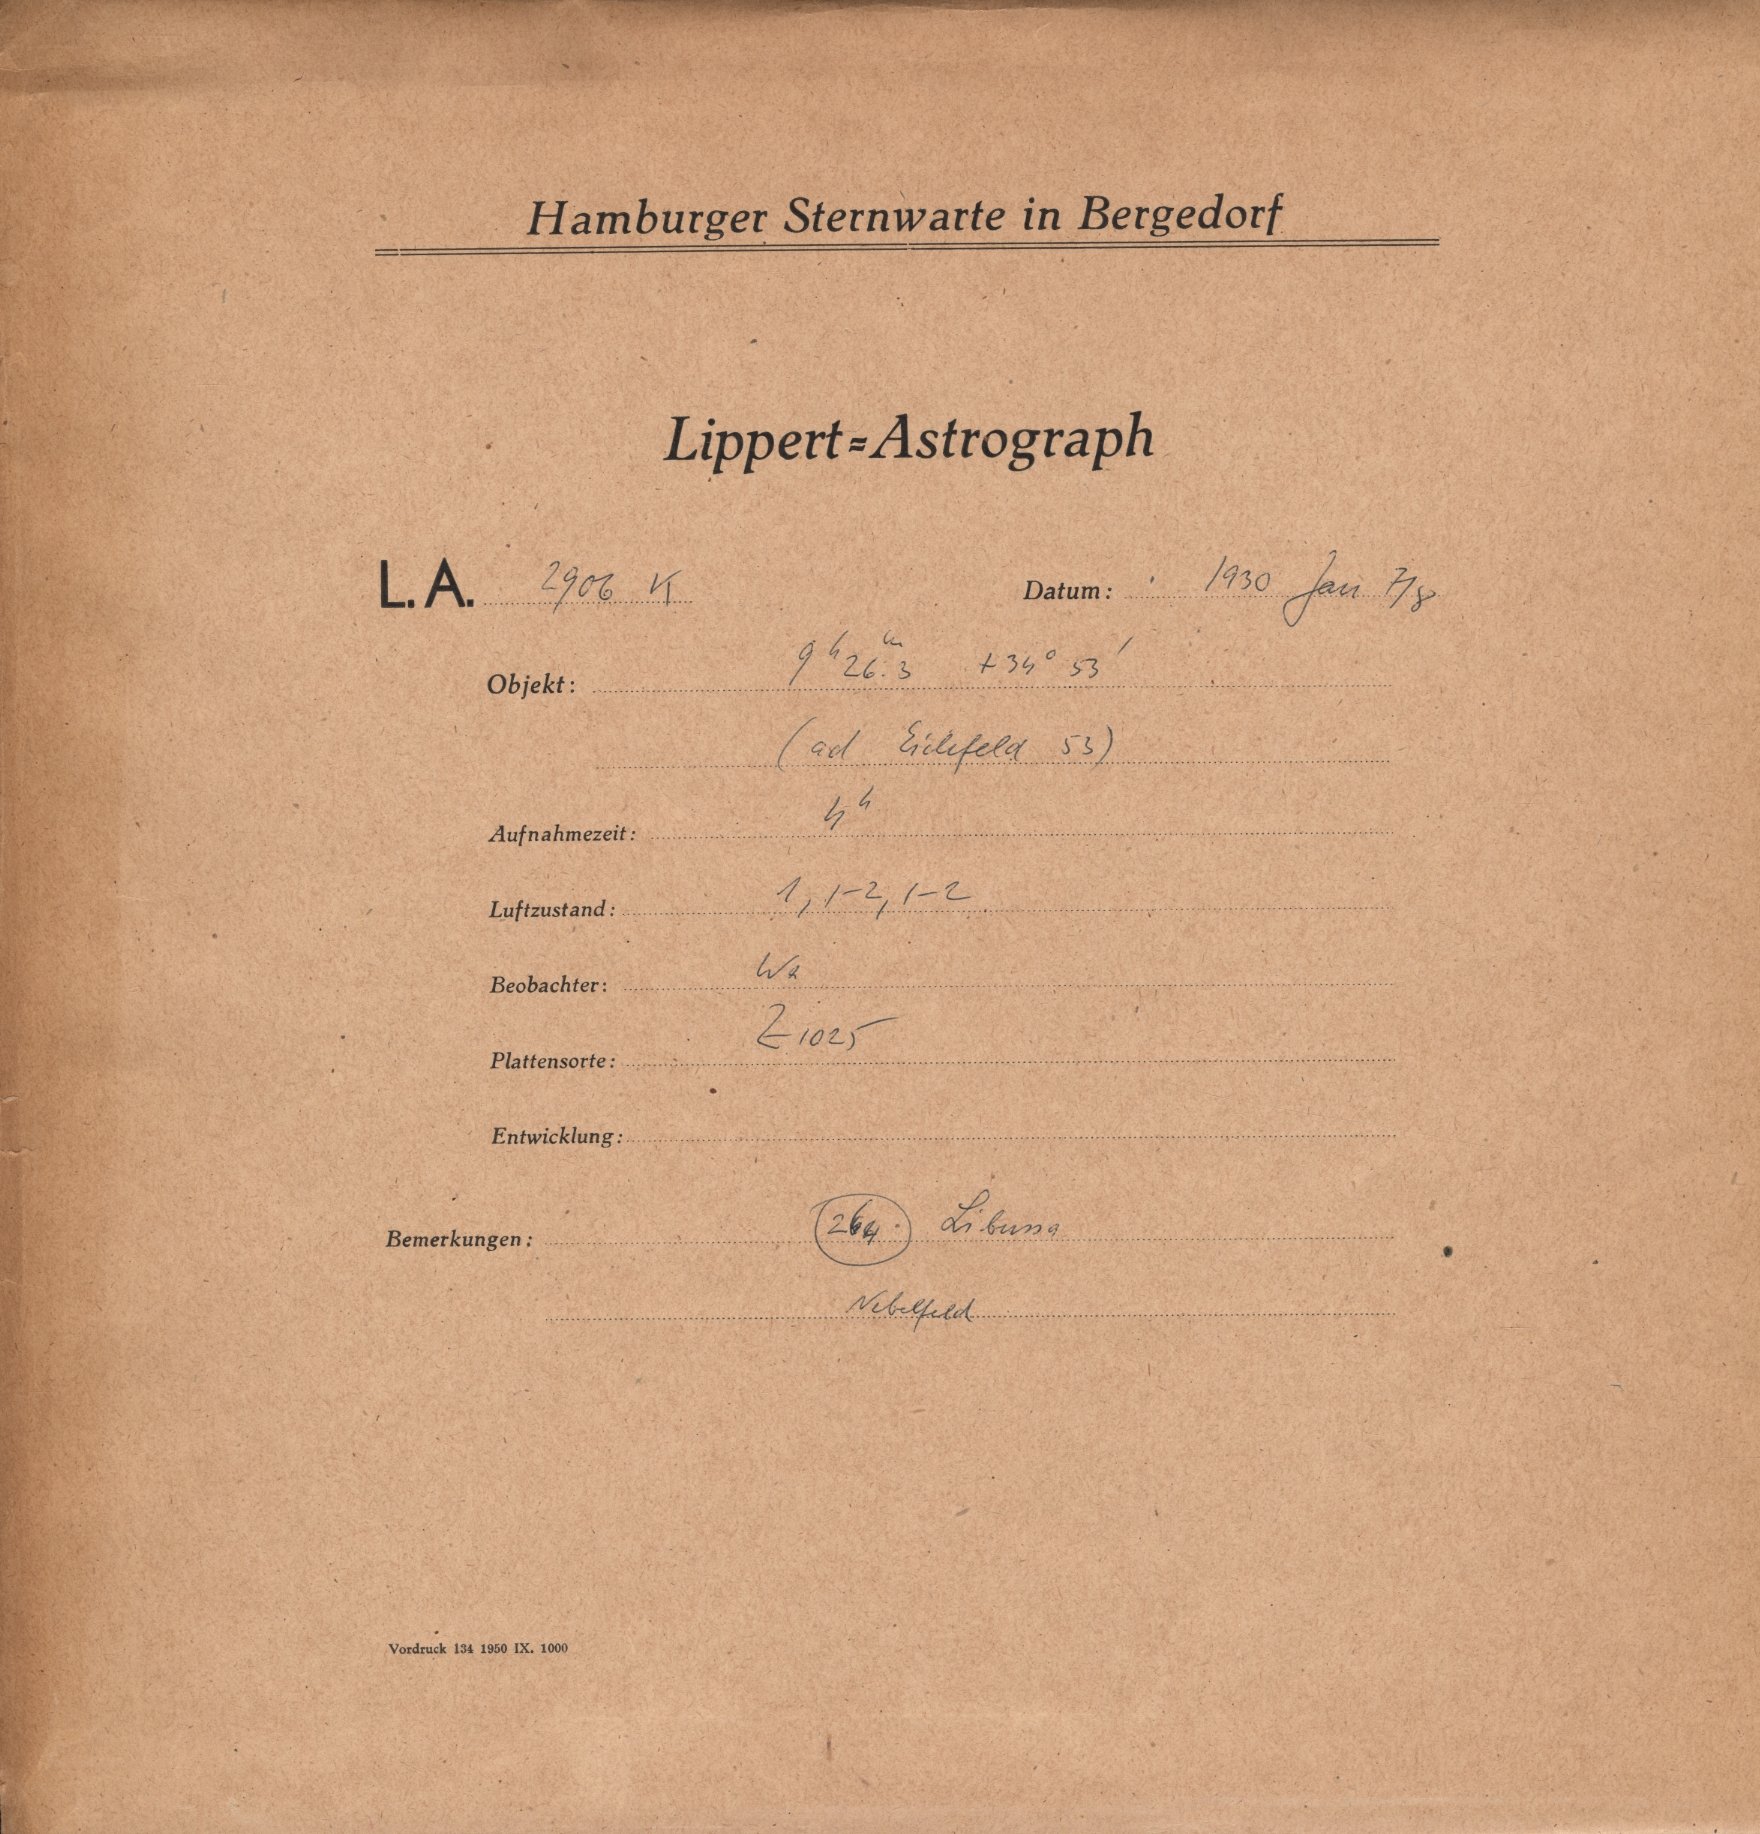 Hamburger Sternwarte in Bergedorf
Lippert=Astrograph
L.A. 2906 K Datum: 1930 Jan 7/8
Objekt: 9h 26.m3 +34° 53′
(ad Eichfeld 53)
Aufnahmezeit: 4h
Luftzustand: 1, 1-2, 1-2
Beobachter: Wa
Plattensorte: Z 1025
Entwicklung:
Bemerkungen: 264 Libussa
Nebelfeld
Vordruck 134 1950 IX. 1000